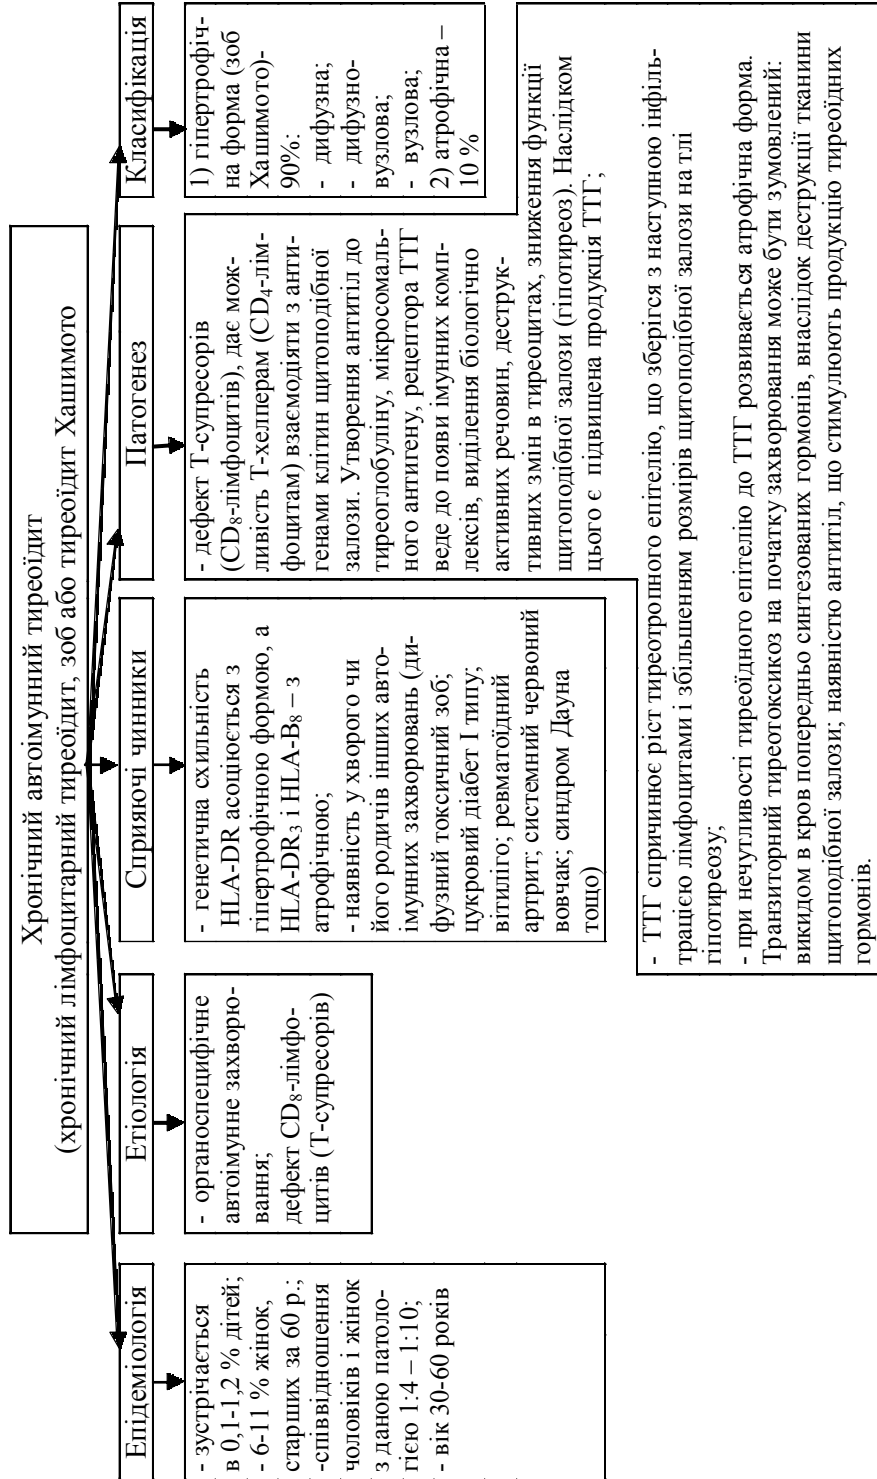 Хронічний автоімунний тиреоїдит
(хронічний лімфоцитарний тиреоїдит, зоб або тиреоїдит Хашимото
Епідеміологія
- зустрічається
в 0,1-1,2 % дітей;
- 6-11 % жінок,
старших за 60 р.;
-співвідношення
чоловіків і жінок
з даною патоло-
гією 1:4 – 1:10;
- вік 30-60 років
Етіологія
- органоспецифічне
автоімунне захворю-
вання;
дефект CD₈-лімфо-
цитів (Т-супресорів)
Сприяючі чинники
- генетична схильність
HLA-DR асоціюється з
гіпертрофічною формою, а
HLA-DR₃ і HLA-B₈ – з
атрофічною;
- наявність у хворого чи
його родичів інших авто-
імунних захворювань (ди-
фузний токсичний зоб;
цукровий діабет І типу;
вітиліго; ревматоїдний
артрит; системний червоний
вовчак; синдром Дауна
тощо)
Патогенез
- дефект Т-супресорів
(CD₈-лімфоцитів), дає мож-
ливість Т-хелперам (CD₄-лім-
фоцитам) взаємодіяти з анти-
генами клітин щитоподібної
залози. Утворення антитіл до
тиреоглобуліну, мікросомаль-
ного антигену, рецептора ТТГ
веде до появи імунних комп-
лексів, виділення біологічно
активних речовин, деструк-
тивних змін в тиреоцитах, зниження функції
щитоподібної залози (гіпотиреоз). Наслідком
цього є підвищена продукція ТТГ;
- ТТГ спричинює ріст тиреотропного епітелію, що зберігся з наступною інфіль-
трацією лімфоцитами і збільшенням розмірів щитоподібної залози на тлі
гіпотиреозу;
- при нечутливості тиреоїдного епітелію до ТТГ розвивається атрофічна форма.
Транзиторний тиреотоксикоз на початку захворювання може бути зумовлений:
викидом в кров попередньо синтезованих гормонів, внаслідок деструкції тканини
щитоподібної залози; наявністю антитіл, що стимулюють продукцію тиреоїдних
гормонів.
Класифікація
1) гіпертрофіч-
на форма (зоб
Хашимото)-
90%:
- дифузна;
- дифузно-
вузлова;
- вузлова;
2) атрофічна –
10 %